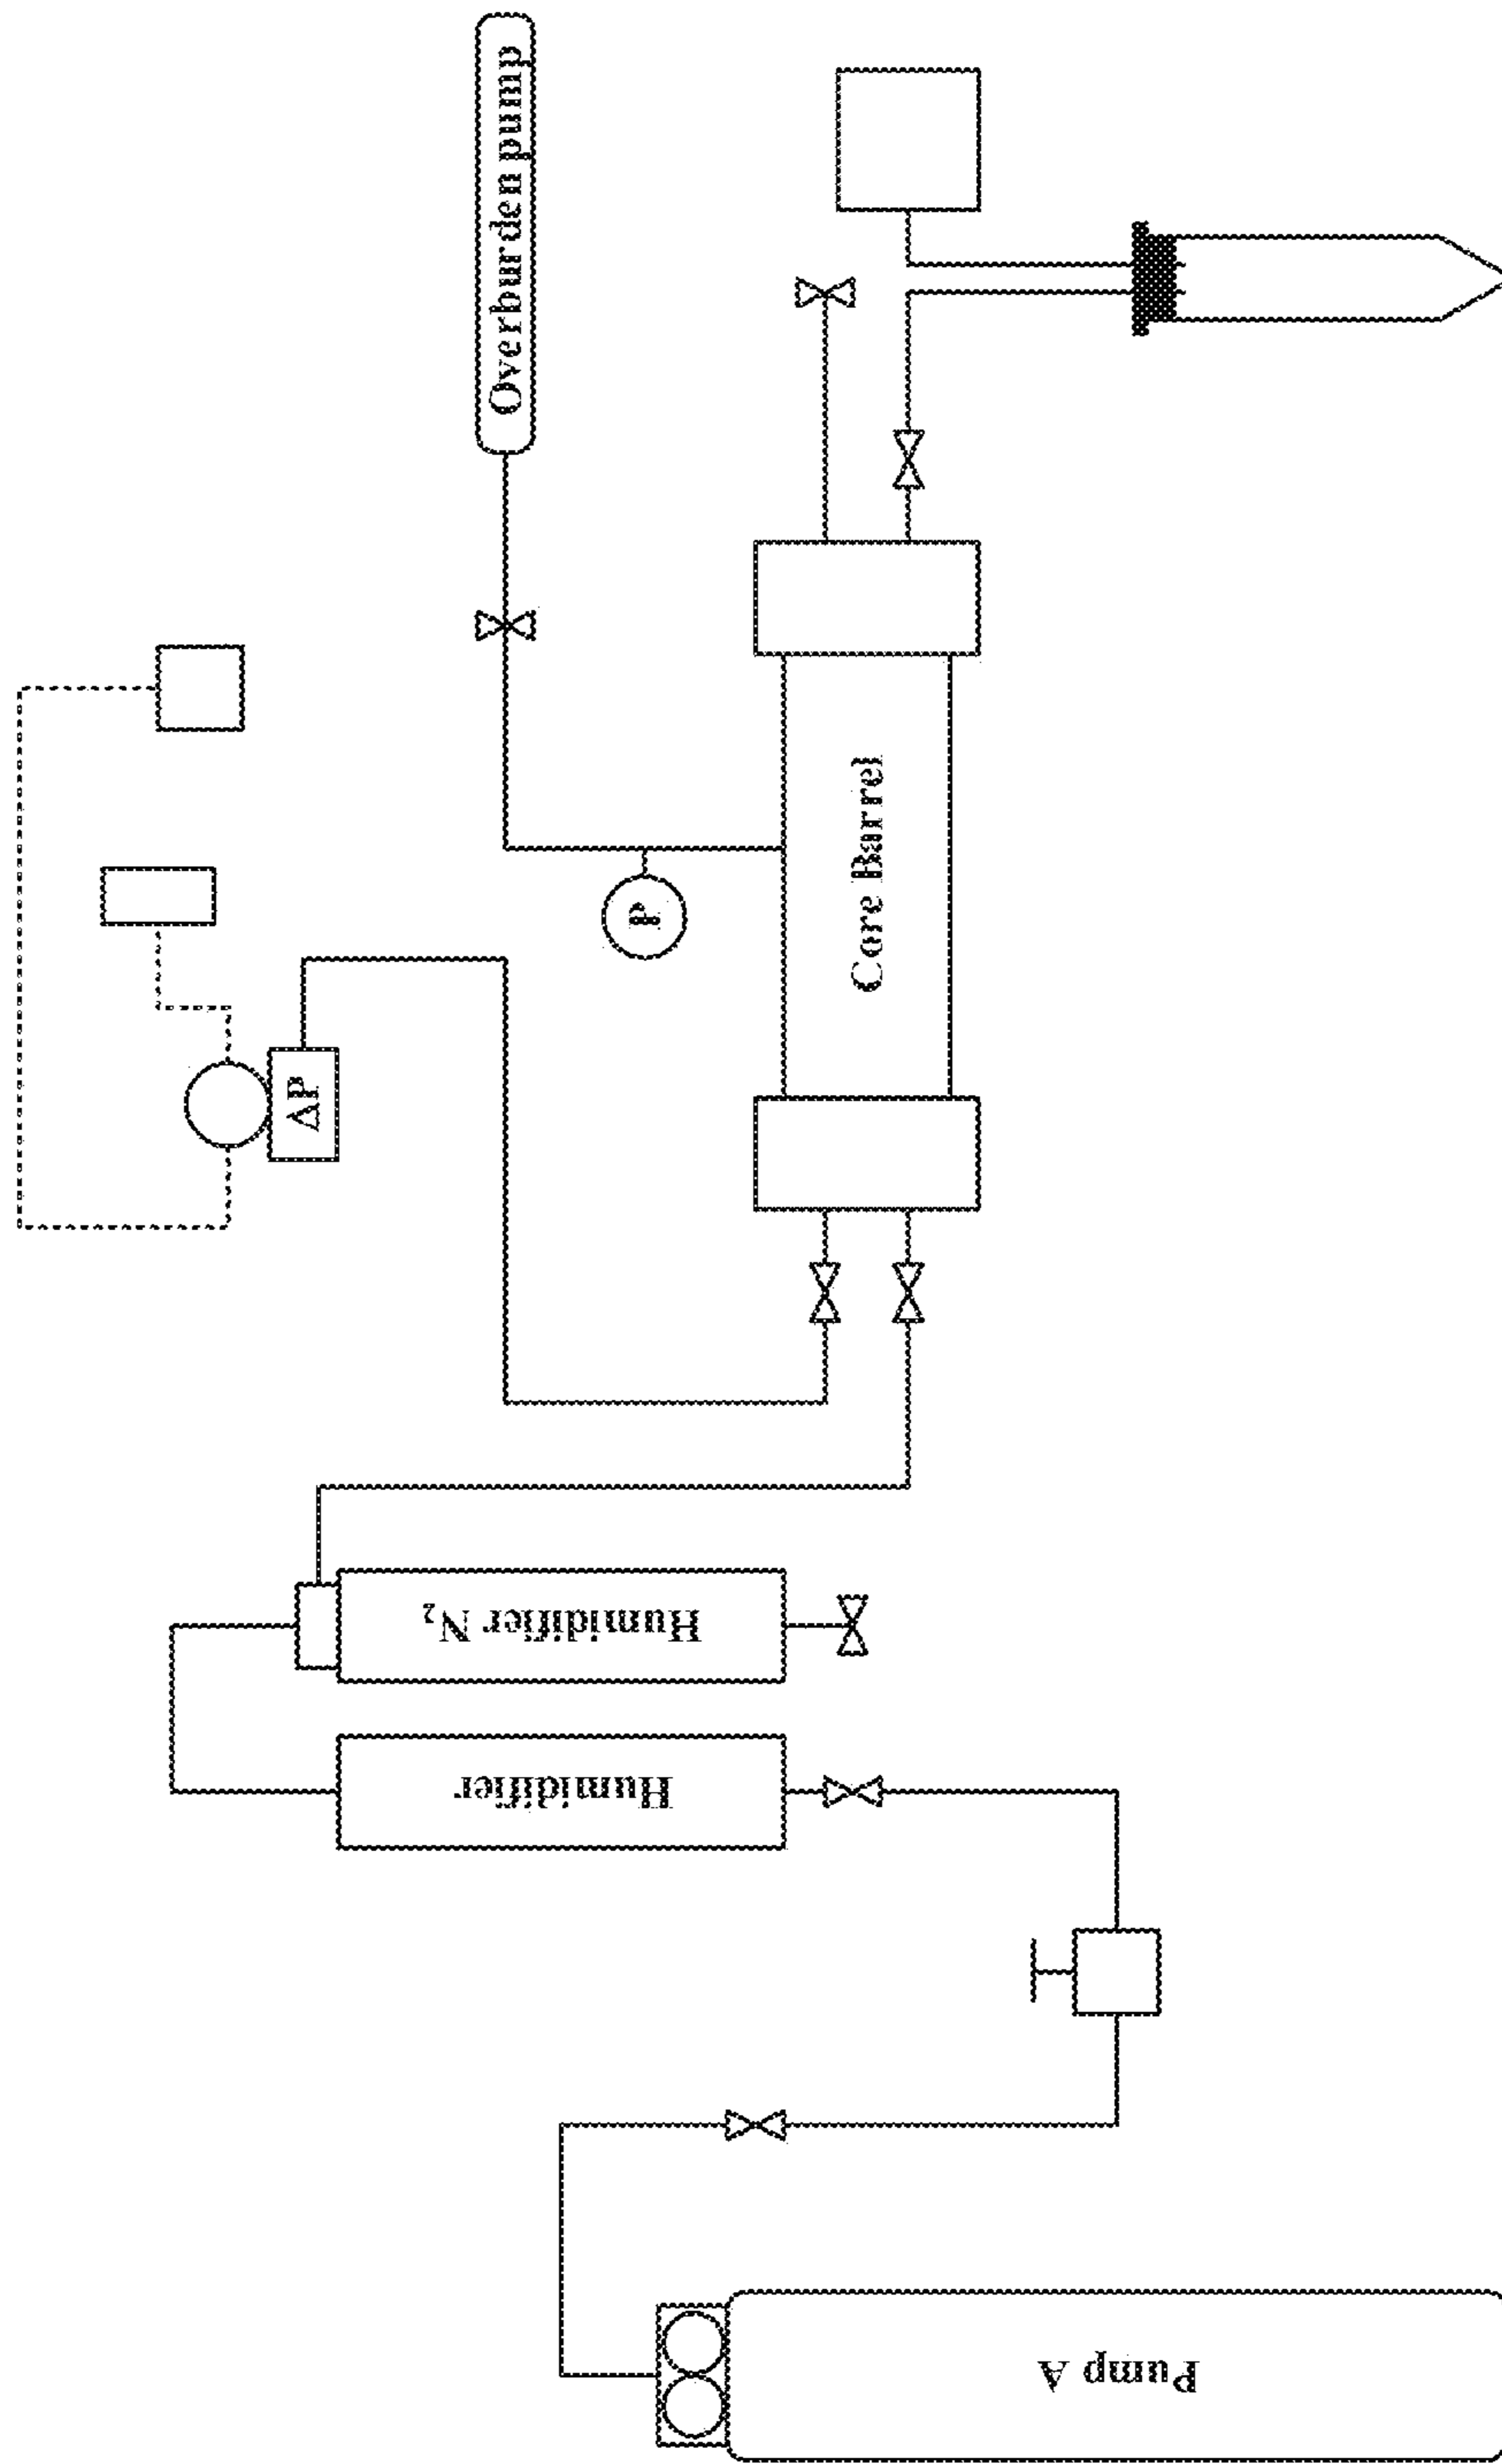 Overburden pump
P
Core Barrel
ΔP
Humidifier N₂
Humidifier
Pump A